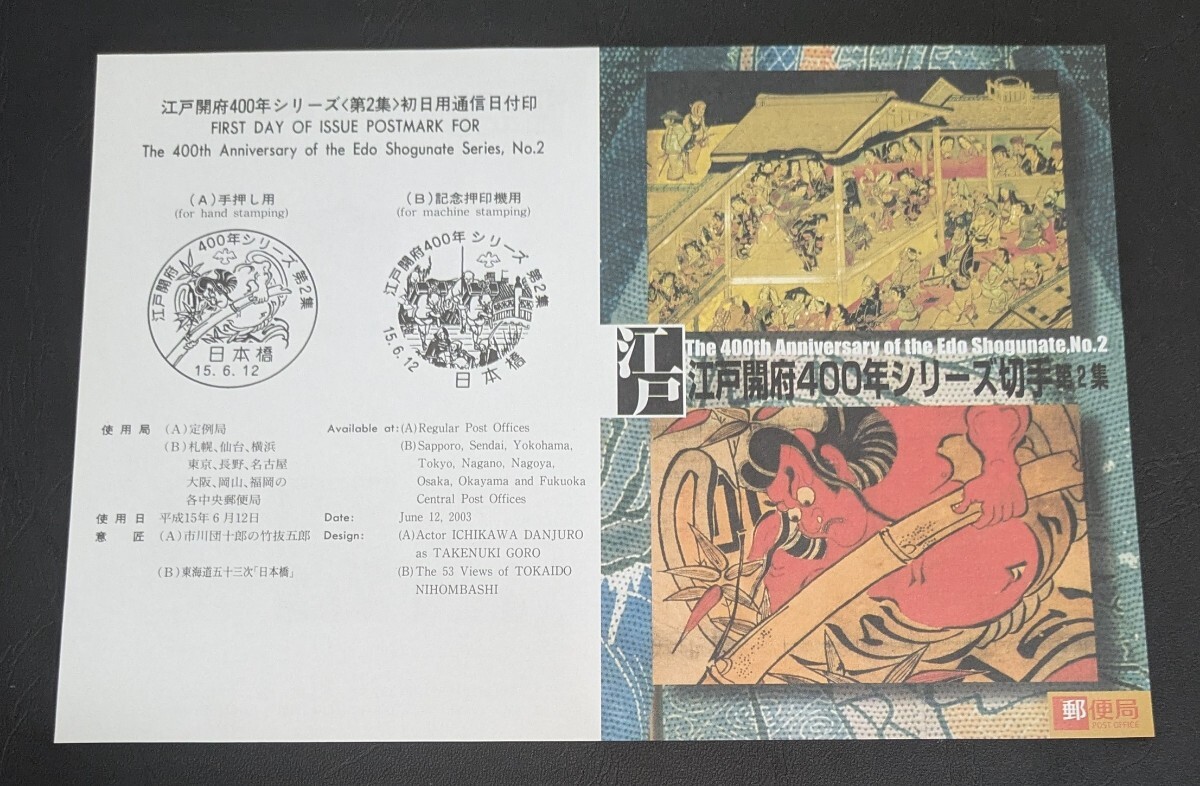 江戸開府400年シリーズ〈第2集〉初日用通信日付印
FIRST DAY OF ISSUE POSTMARK FOR
The 400th Anniversary of the Edo Shogunate Series, No.2
(A)手押し用
(for hand stamping)
江戸開府 400年シリーズ 第2集
日本橋
15.6.12
(B)記念押印機用
(for machine stamping)
江戸開府400年 シリーズ 第2集
15.6.12
日本橋
使用局 (A)定例局
(B)札幌、仙台、横浜
東京、長野、名古屋
大阪、岡山、福岡の
各中央郵便局
使用日 平成15年6月12日
意匠 (A)市川団十郎の竹抜五郎
(B)東海道五十三次「日本橋」
Available at: (A)Regular Post Offices
(B)Sapporo, Sendai, Yokohama,
Tokyo, Nagano, Nagoya,
Osaka, Okayama and Fukuoka
Central Post Offices
Date: June 12, 2003
Design: (A)Actor ICHIKAWA DANJURO
as TAKENUKI GORO
(B)The 53 Views of TOKAIDO
NIHOMBASHI
江戸
The 400th Anniversary of the Edo Shogunate,No.2
江戸開府400年シリーズ切手第2集
郵便局
POST OFFICE